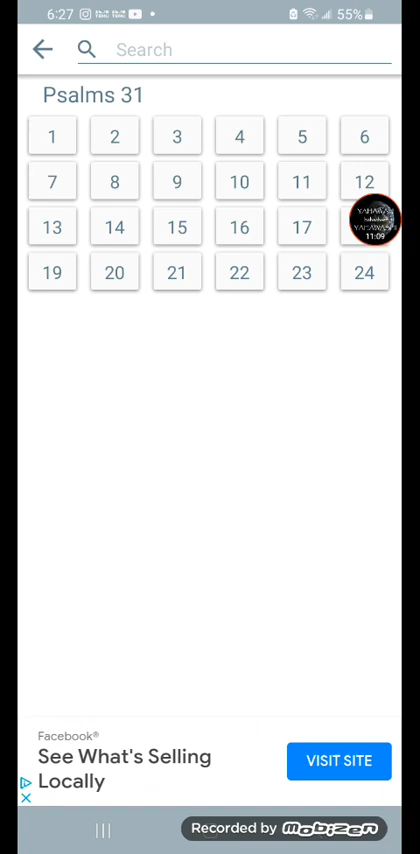 6:27
55%
Search
Psalms 31
1 2 3 4 5 6
7 8 9 10 11 12
13 14 15 16 17
YAHAWAH
YAHAWASHI
11:09
19 20 21 22 23 24
Facebook®
See What's Selling
Locally
VISIT SITE
Recorded by mobizen